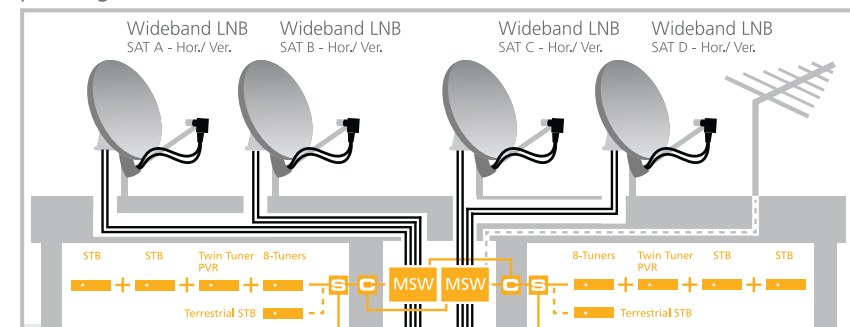 Wideband LNB
SAT A - Hor./ Ver.
Wideband LNB
SAT B - Hor./ Ver.
Wideband LNB
SAT C - Hor./ Ver.
Wideband LNB
SAT D - Hor./ Ver.
STB
STB
Twin Tuner
PVR
8-Tuners
S
C
MSW
MSW
C
S
8-Tuners
Twin Tuner
PVR
STB
STB
Terrestrial STB
Terrestrial STB